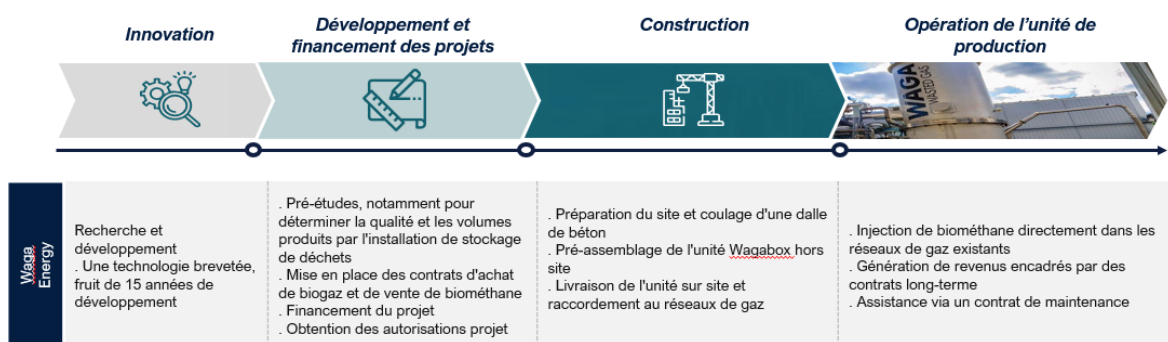 Innovation
Développement et
financement des projets
Construction
Opération de l'unité de
production
WAGA
WASTED GAS
Waga
Energy
Recherche et
développement
. Une technologie brevetée,
fruit de 15 années de
développement
. Pré-études, notamment pour
déterminer la qualité et les volumes
produits par l'installation de stockage
de déchets
. Mise en place des contrats d'achat
de biogaz et de vente de biométhane
. Financement du projet
. Obtention des autorisations projet
. Préparation du site et coulage d'une dalle
de béton
. Pré-assemblage de l'unité Wagabox hors
site
. Livraison de l'unité sur site et
raccordement au réseaux de gaz
. Injection de biométhane directement dans les
réseaux de gaz existants
. Génération de revenus encadrés par des
contrats long-terme
. Assistance via un contrat de maintenance